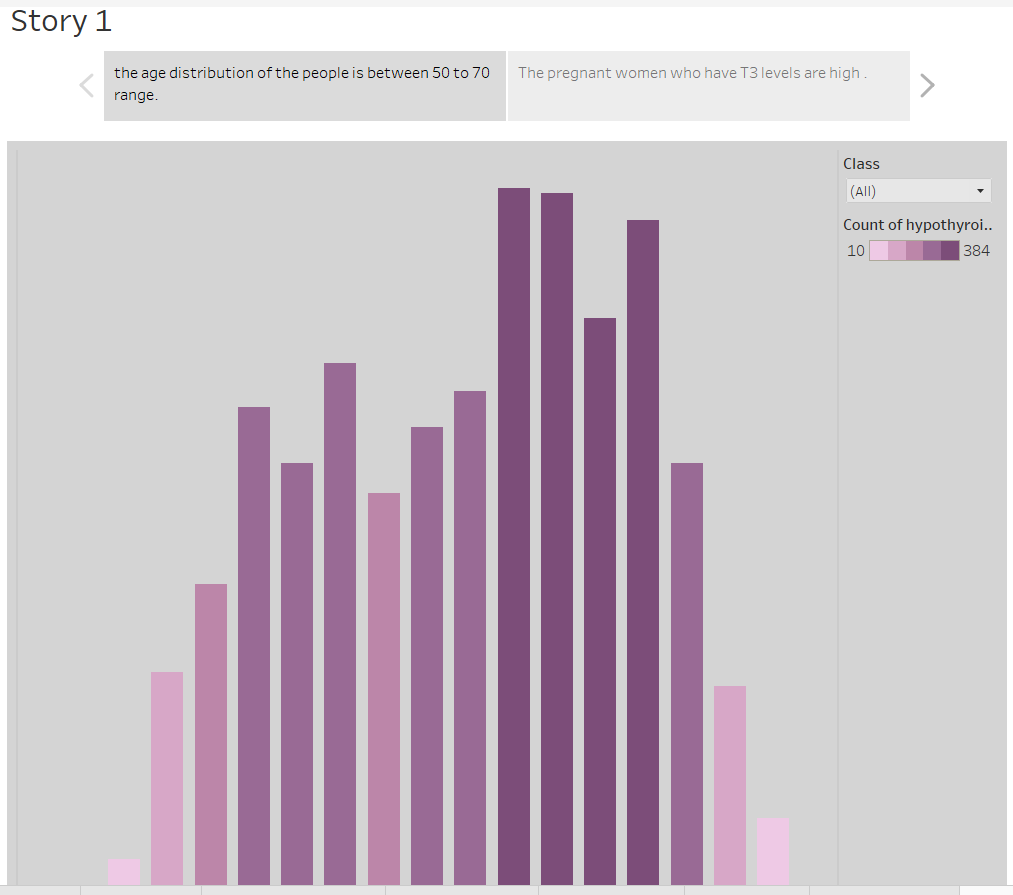 Story 1
the age distribution of the people is between 50 to 70
range.
The pregnant women who have T3 levels are high .
Class
(All)
Count of hypothyroi..
10
384